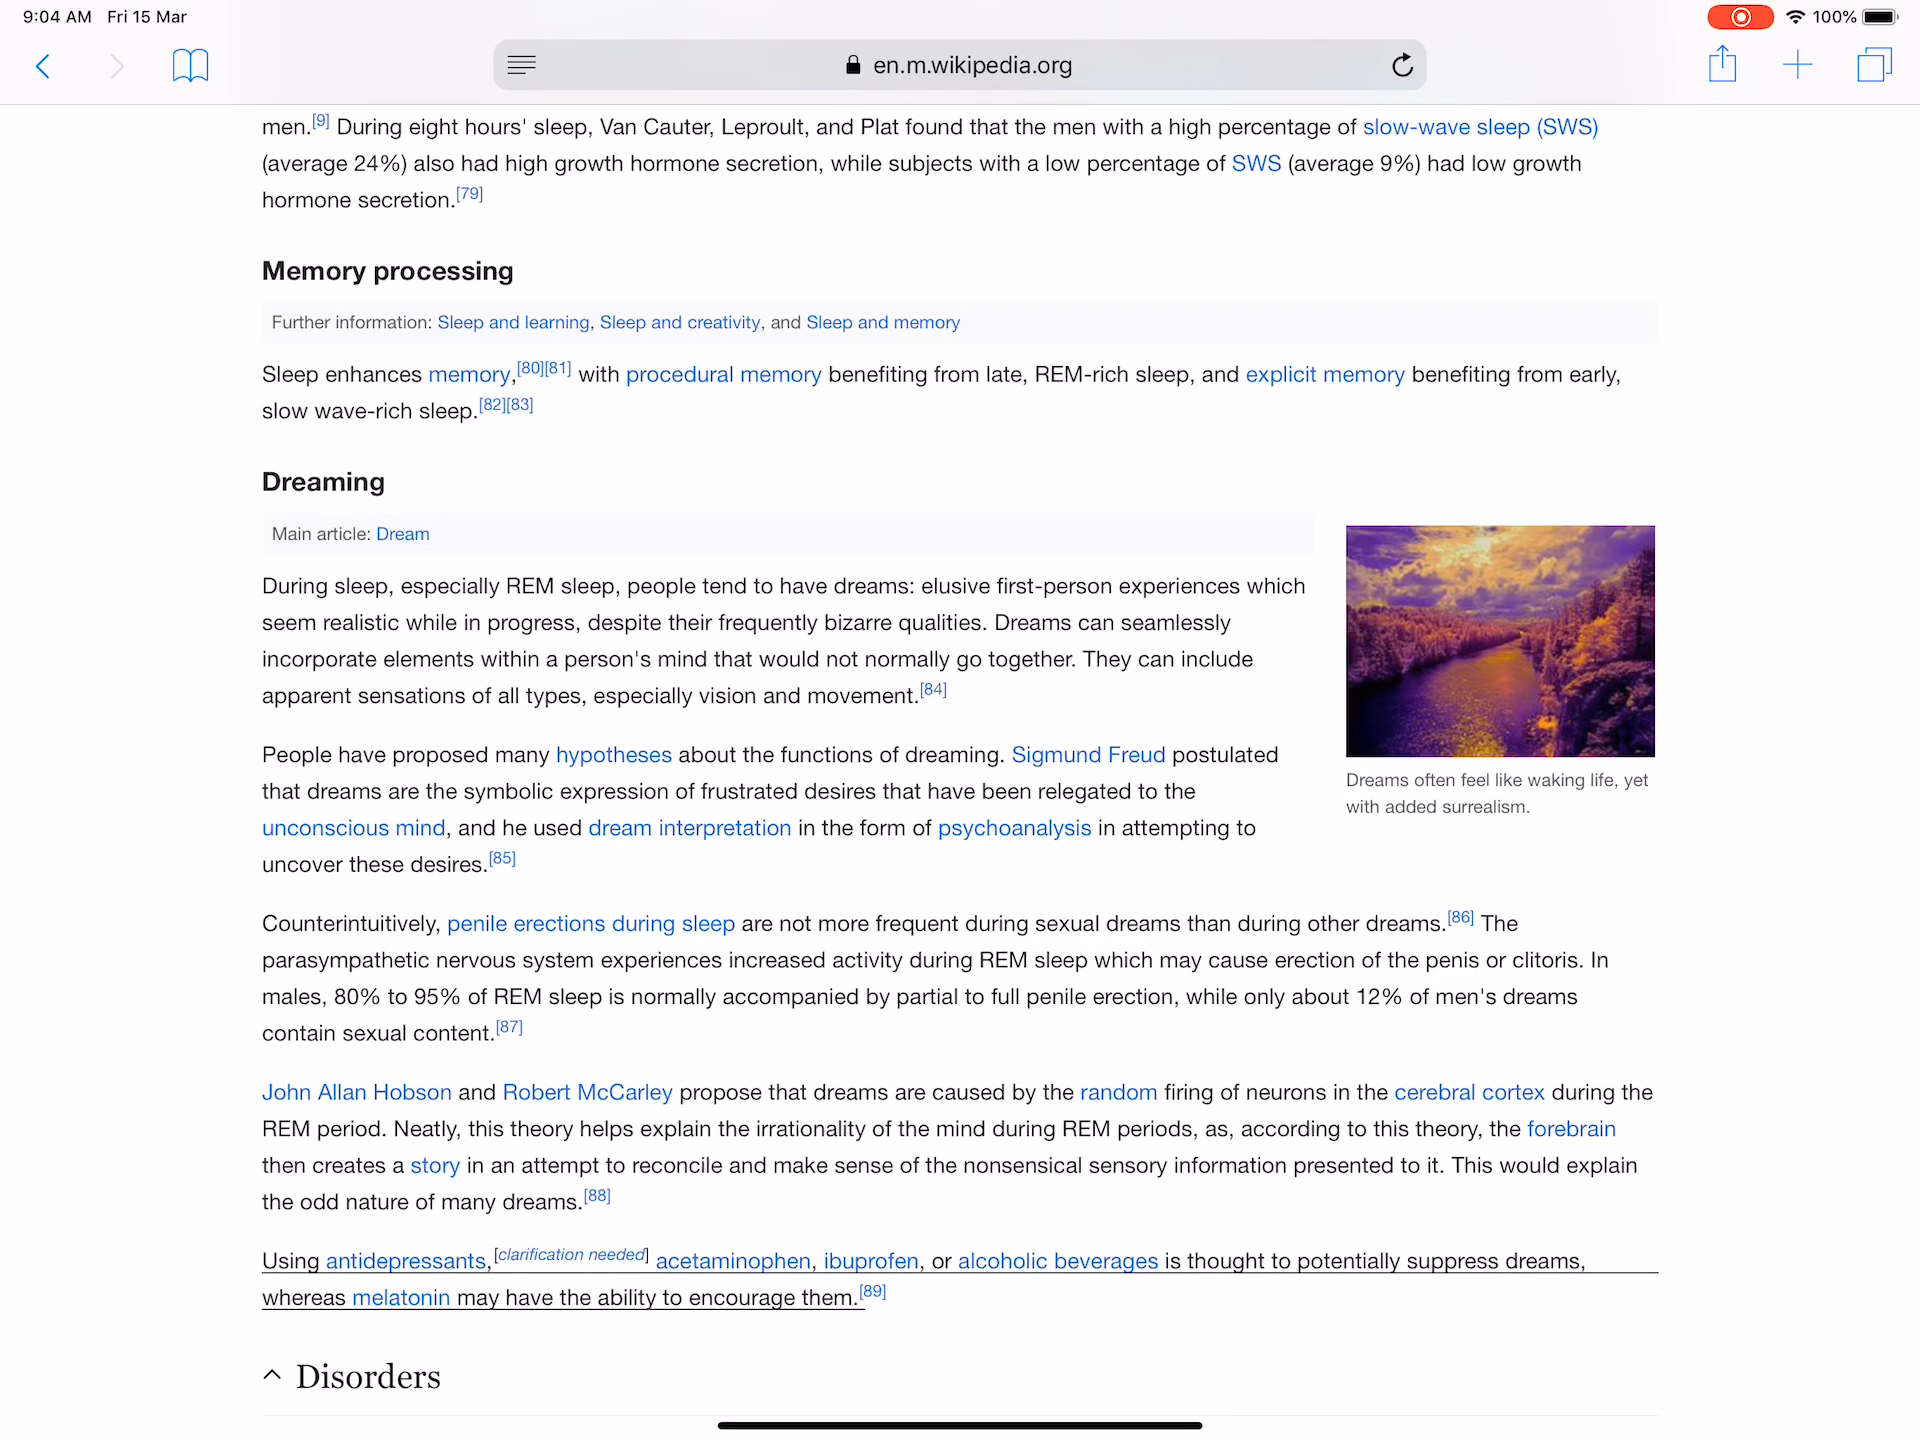 9:04 AM Fri 15 Mar
100%
en.m.wikipedia.org
men.[9] During eight hours' sleep, Van Cauter, Leproult, and Plat found that the men with a high percentage of slow-wave sleep (SWS)
(average 24%) also had high growth hormone secretion, while subjects with a low percentage of SWS (average 9%) had low growth
hormone secretion.[79]
Memory processing
Further information: Sleep and learning, Sleep and creativity, and Sleep and memory
Sleep enhances memory,[80][81] with procedural memory benefiting from late, REM-rich sleep, and explicit memory benefiting from early,
slow wave-rich sleep.[82][83]
Dreaming
Main article: Dream
During sleep, especially REM sleep, people tend to have dreams: elusive first-person experiences which
seem realistic while in progress, despite their frequently bizarre qualities. Dreams can seamlessly
incorporate elements within a person's mind that would not normally go together. They can include
apparent sensations of all types, especially vision and movement.[84]
People have proposed many hypotheses about the functions of dreaming. Sigmund Freud postulated
that dreams are the symbolic expression of frustrated desires that have been relegated to the
unconscious mind, and he used dream interpretation in the form of psychoanalysis in attempting to
uncover these desires.[85]
Dreams often feel like waking life, yet
with added surrealism.
Counterintuitively, penile erections during sleep are not more frequent during sexual dreams than during other dreams.[86] The
parasympathetic nervous system experiences increased activity during REM sleep which may cause erection of the penis or clitoris. In
males, 80% to 95% of REM sleep is normally accompanied by partial to full penile erection, while only about 12% of men's dreams
contain sexual content.[87]
John Allan Hobson and Robert McCarley propose that dreams are caused by the random firing of neurons in the cerebral cortex during the
REM period. Neatly, this theory helps explain the irrationality of the mind during REM periods, as, according to this theory, the forebrain
then creates a story in an attempt to reconcile and make sense of the nonsensical sensory information presented to it. This would explain
the odd nature of many dreams.[88]
Using antidepressants,[clarification needed] acetaminophen, ibuprofen, or alcoholic beverages is thought to potentially suppress dreams,
whereas melatonin may have the ability to encourage them.[89]
Disorders